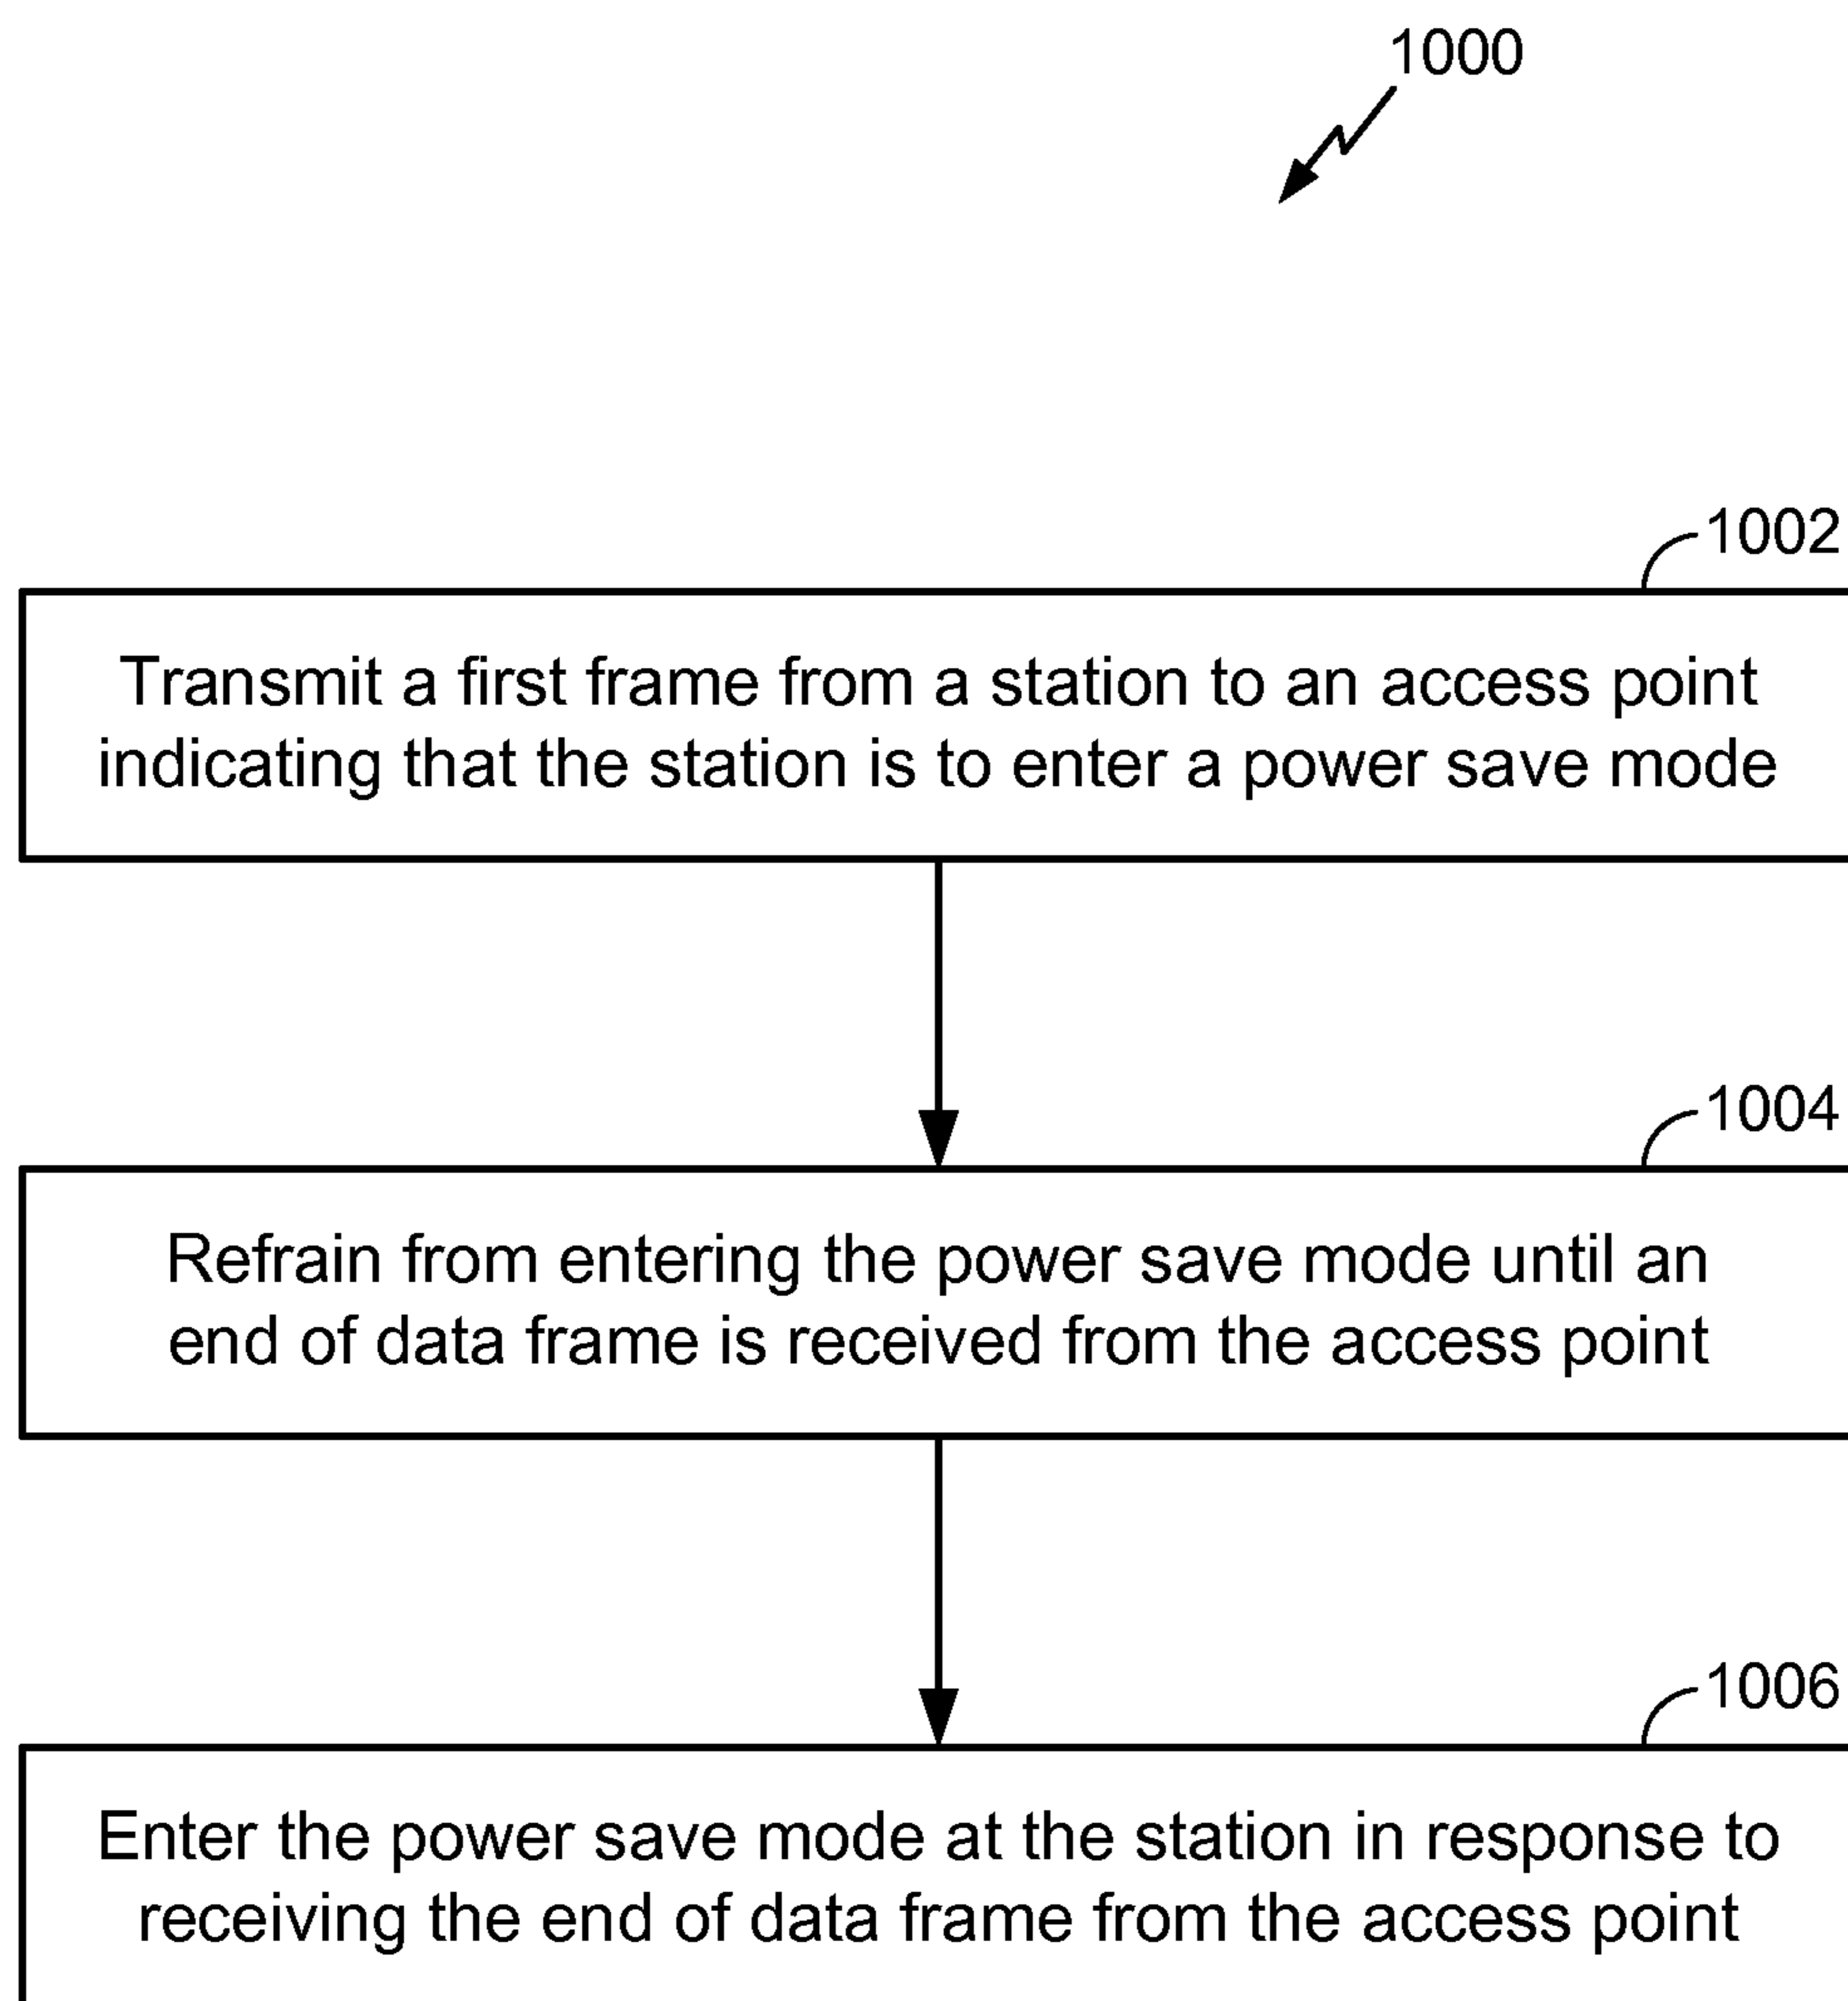 1000
1002
Transmit a first frame from a station to an access point
indicating that the station is to enter a power save mode
1004
Refrain from entering the power save mode until an
end of data frame is received from the access point
1006
Enter the power save mode at the station in response to
receiving the end of data frame from the access point